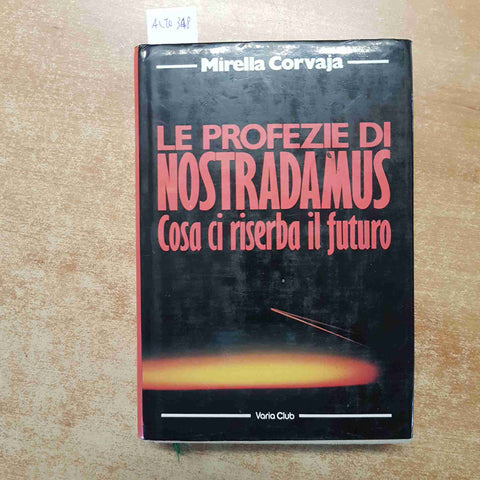 Mirella Corvaja
LE PROFEZIE DI
NOSTRADAMUS
Cosa ci riserba il futuro
Varia Club